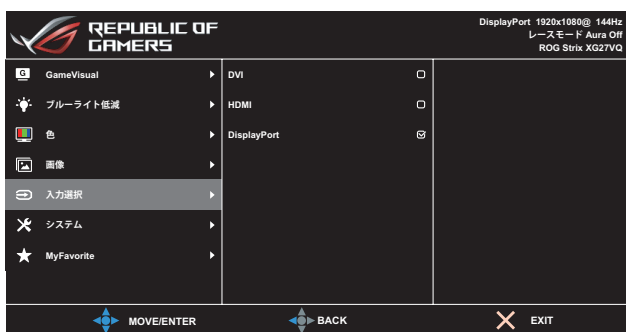 REPUBLIC OF
GAMERS
DisplayPort 1920x1080@ 144Hz
レースモード Aura Off
ROG Strix XG27VQ
G GameVisual
ブルーライト低減
色
画像
入力選択
システム
MyFavorite
DVI
HDMI
DisplayPort
MOVE/ENTER
BACK
EXIT